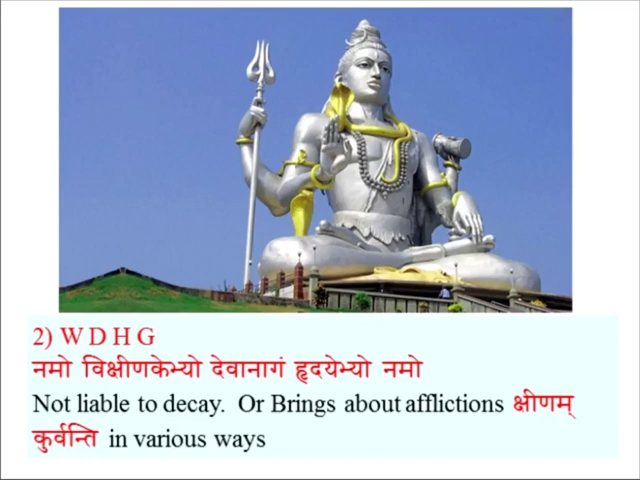 2) W D H G
नमो विक्षीणकेभ्यो देवानागं हृदयेभ्यो नमो
Not liable to decay. Or Brings about afflictions क्षीणम्
कुर्वन्ति in various ways